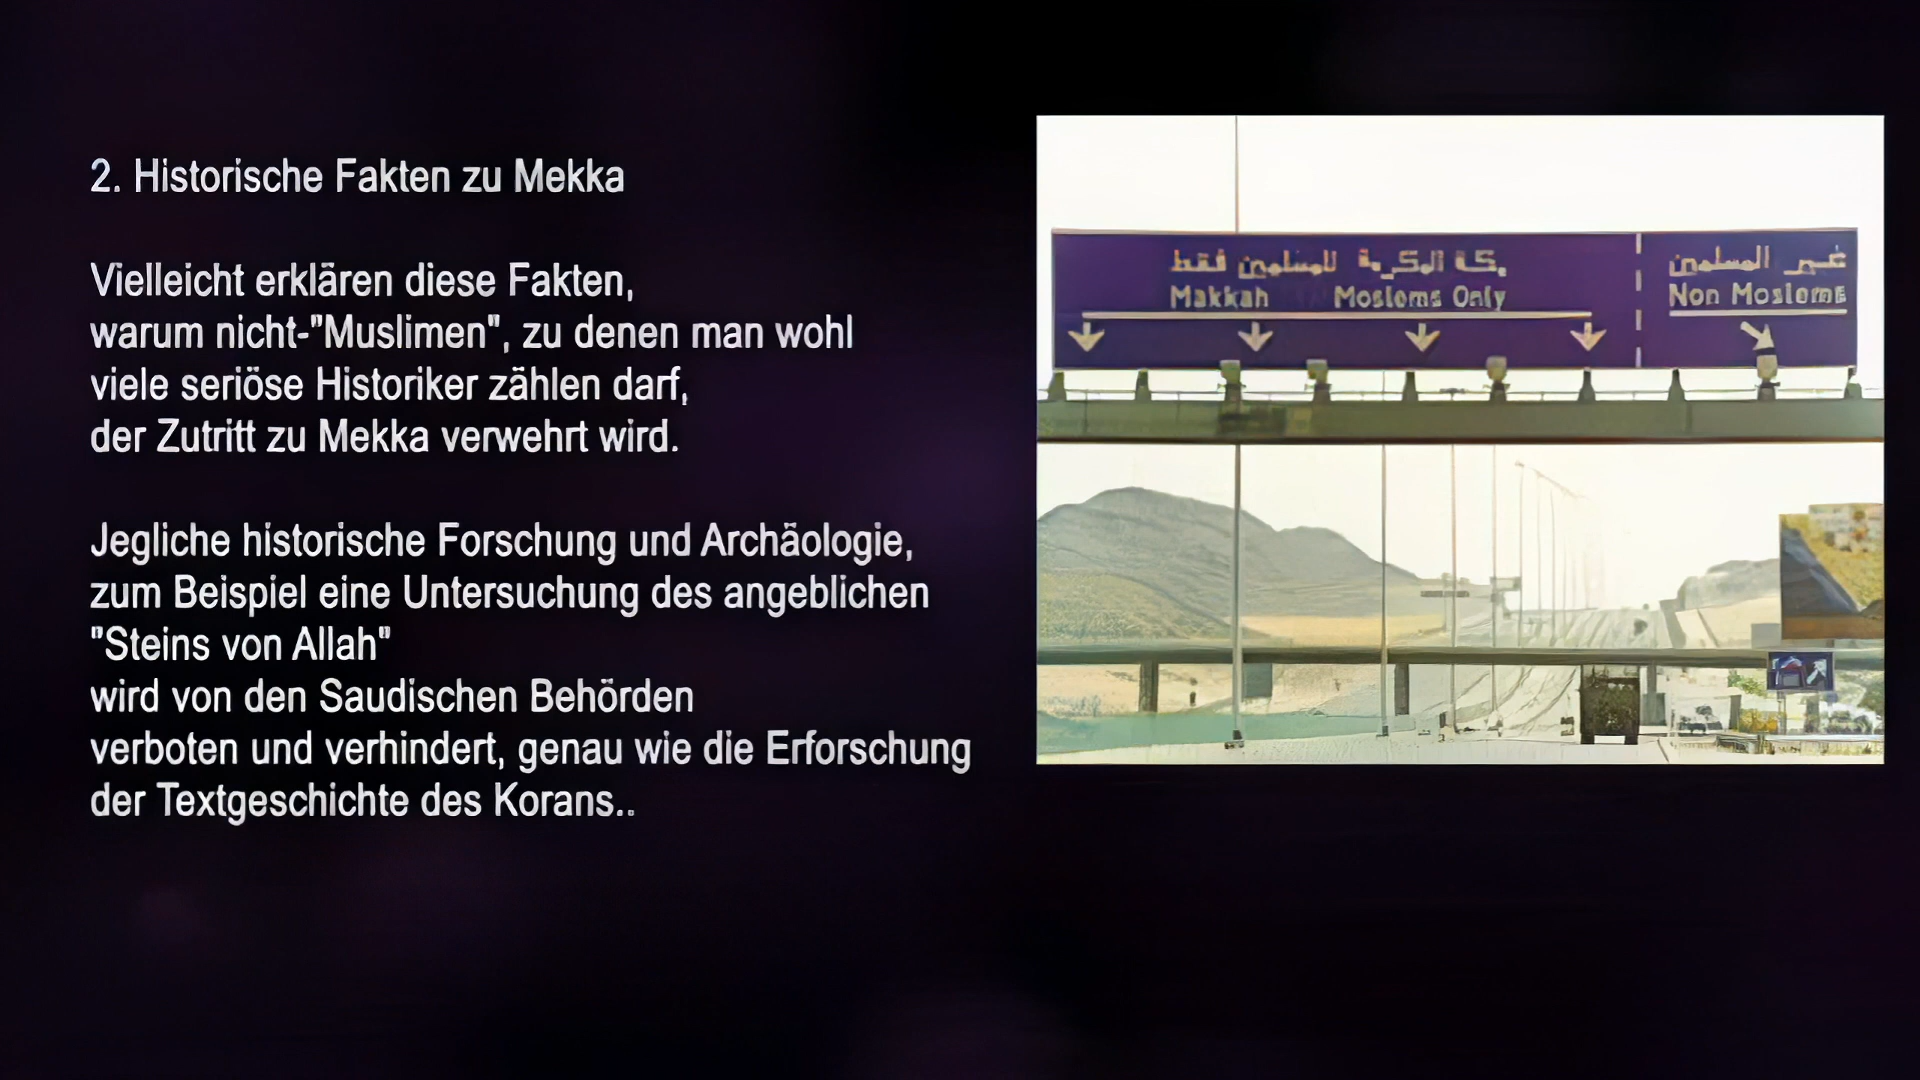 2. Historische Fakten zu Mekka
Vielleicht erklären diese Fakten,
warum nicht-"Muslimen", zu denen man wohl
viele seriöse Historiker zählen darf,
der Zutritt zu Mekka verwehrt wird.
Jegliche historische Forschung und Archäologie,
zum Beispiel eine Untersuchung des angeblichen
"Steins von Allah"
wird von den Saudischen Behörden
verboten und verhindert, genau wie die Erforschung
der Textgeschichte des Korans..
مكة المكرمة للمسلمين فقط
Makkah Moslems Only
غير المسلمين
Non Moslems